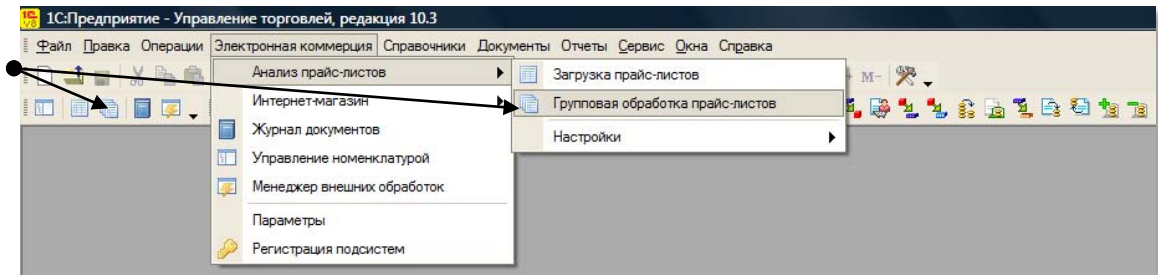 1С:Предприятие - Управление торговлей, редакция 10.3
Файл Правка Операции Электронная коммерция Справочники Документы Отчеты Сервис Окна Справка
Анализ прайс-листов
Интернет-магазин
Журнал документов
Управление номенклатурой
Менеджер внешних обработок
Параметры
Регистрация подсистем
Загрузка прайс-листов
Групповая обработка прайс-листов
Настройки
M-